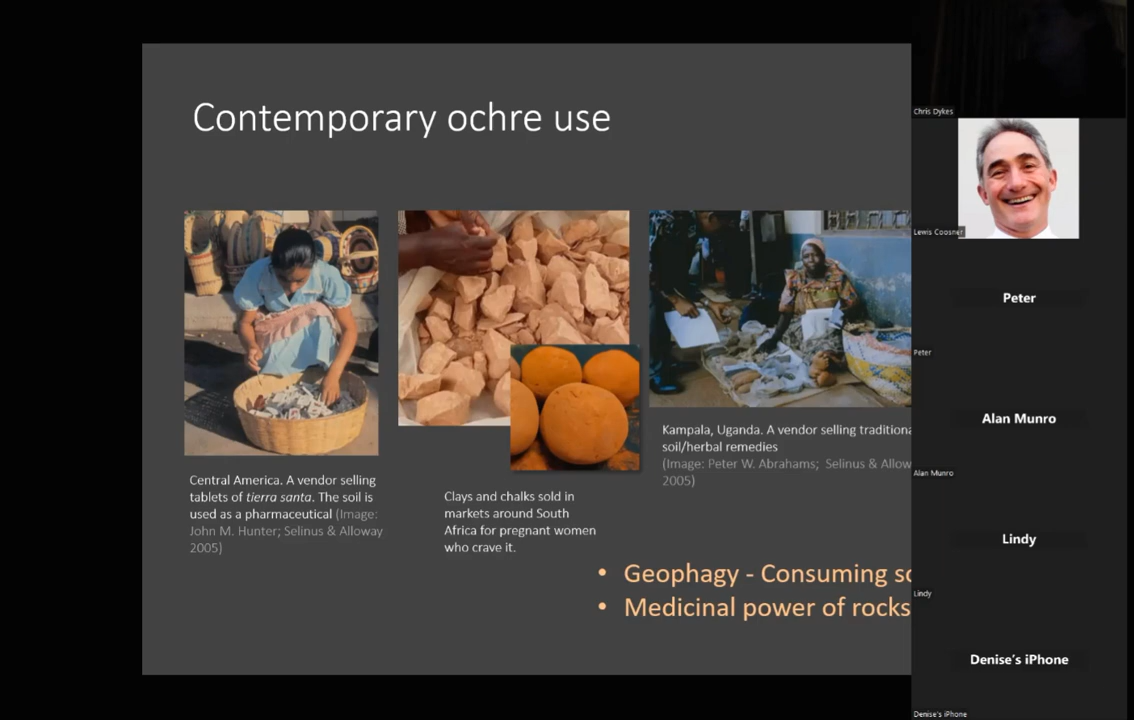 Contemporary ochre use
Central America. A vendor selling
tablets of tierra santa. The soil is
used as a pharmaceutical (Image:
John M. Hunter; Selinus & Alloway
2005)
Clays and chalks sold in
markets around South
Africa for pregnant women
who crave it.
Kampala, Uganda. A vendor selling traditiona
soil/herbal remedies
(Image: Peter W. Abrahams; Selinus & Allow
2005)
• Geophagy - Consuming so
• Medicinal power of rocks
Chris Dykes
Lewis Coosner
Peter
Peter
Alan Munro
Alan Munro
Lindy
Lindy
Denise's iPhone
Denise's iPhone